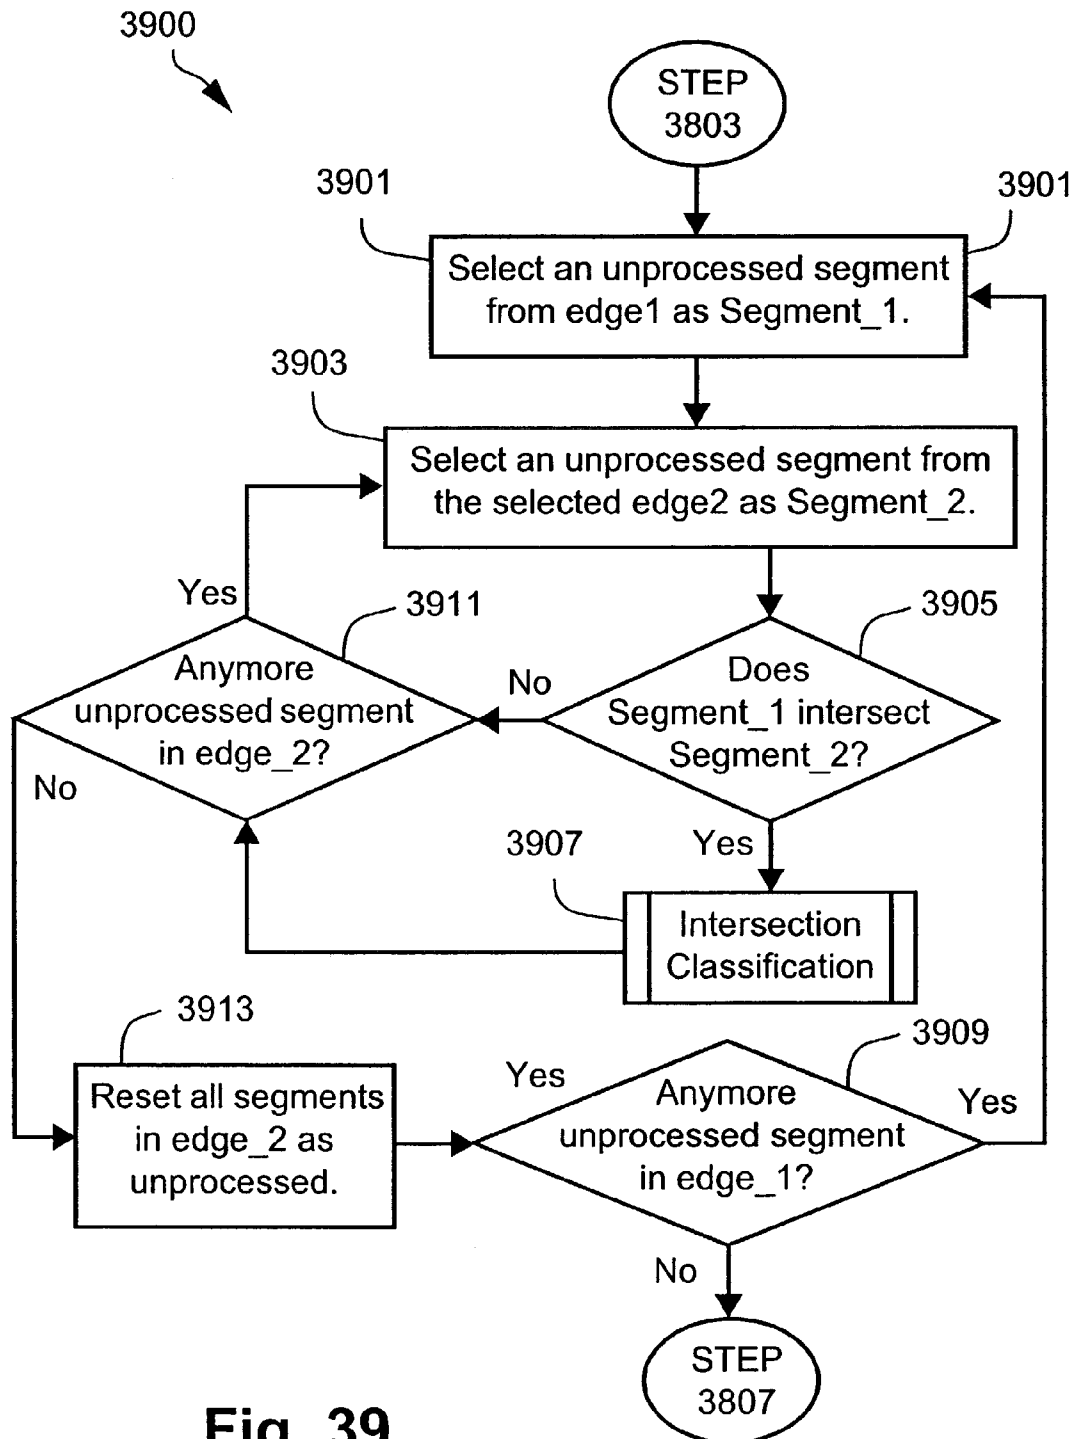 3900
STEP
3803
3901
3901
Select an unprocessed segment
from edge1 as Segment_1.
3903
Select an unprocessed segment from
the selected edge2 as Segment_2.
Yes
3911
3905
Anymore
unprocessed segment
in edge_2?
No
Does
Segment_1 intersect
Segment_2?
No
3907
Yes
Intersection
Classification
3913
3909
Reset all segments
in edge_2 as
unprocessed.
Yes
Anymore
unprocessed segment
in edge_1?
Yes
No
STEP
3807
Fig. 39